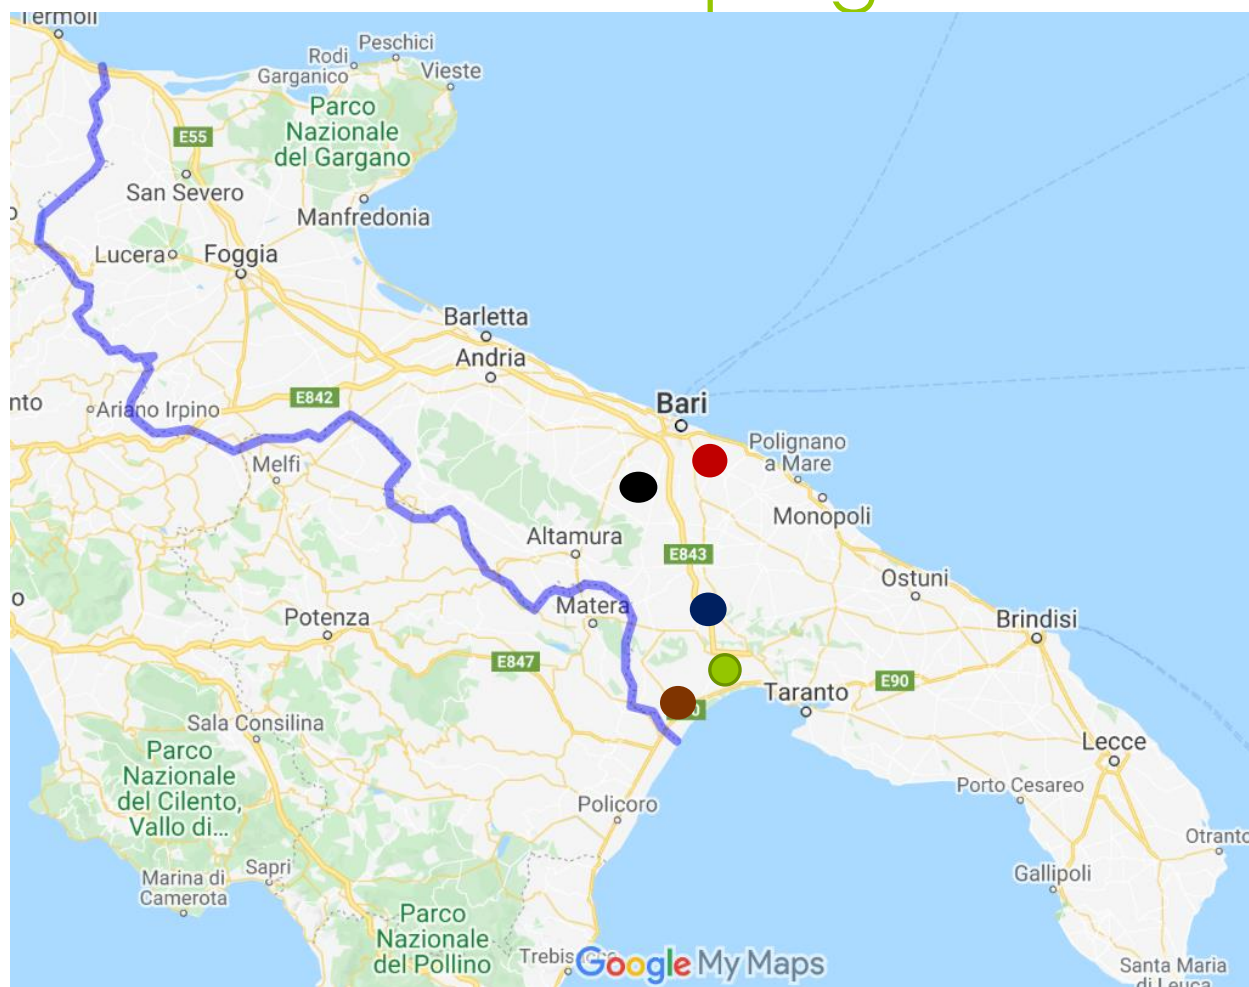 Termoli
Rodi
Garganico
Peschici
Vieste
Parco
Nazionale
del Gargano
E55
San Severo
Manfredonia
Lucera
Foggia
Barletta
Andria
E842
nto
Ariano Irpino
Bari
Polignano
a Mare
Melfi
Monopoli
Altamura
E843
Ostuni
o
Matera
Potenza
Brindisi
E847
E90
Taranto
Sala Consilina
Lecce
Parco
Nazionale
del Cilento,
Vallo di...
Porto Cesareo
Policoro
Otranto
Sapri
Marina di
Camerota
Gallipoli
Parco
Nazionale
del Pollino
Google My Maps
Santa Maria
di Leuca